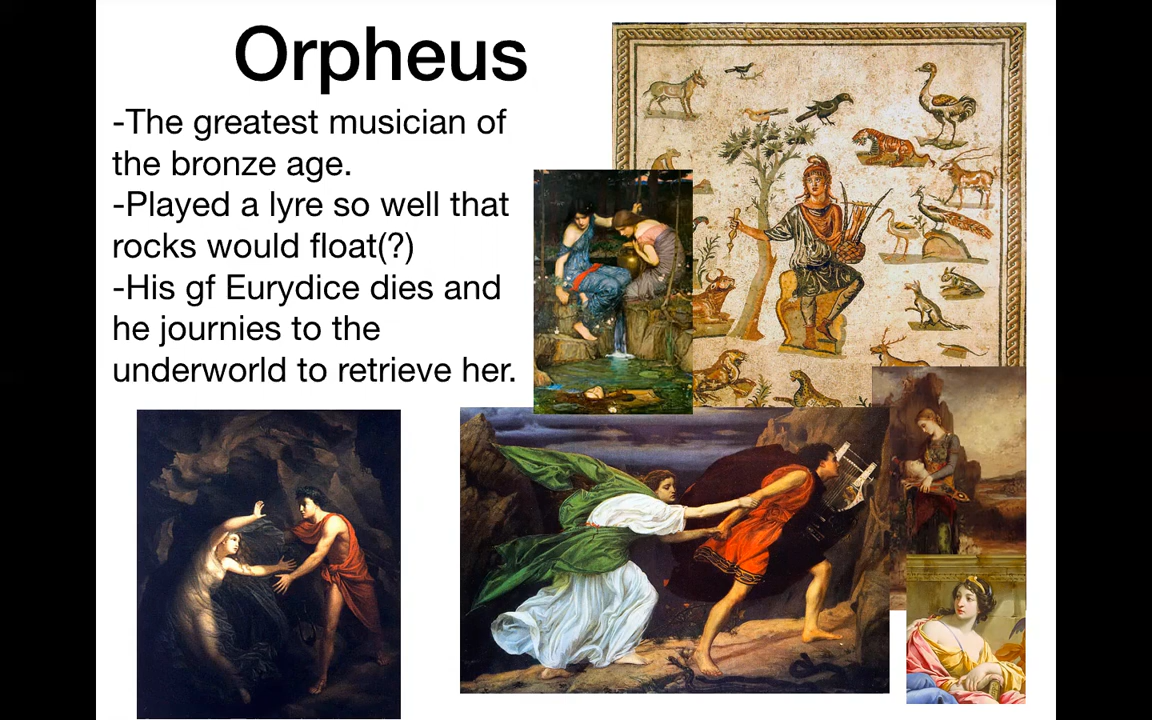 Orpheus
-The greatest musician of
the bronze age.
-Played a lyre so well that
rocks would float(?)
-His gf Eurydice dies and
he journies to the
underworld to retrieve her.